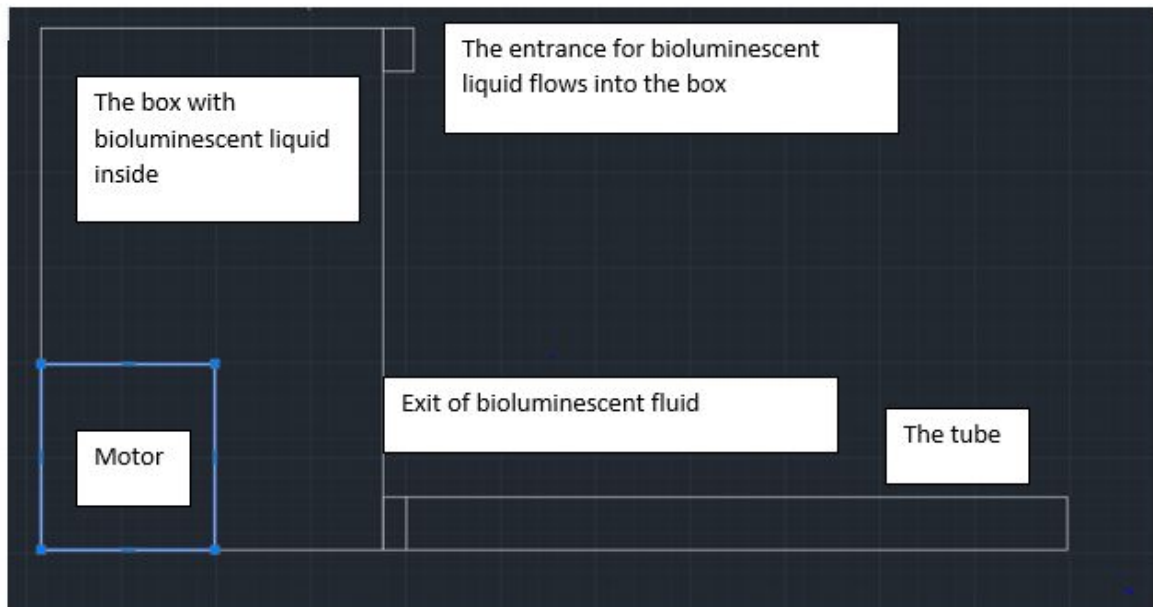 The entrance for bioluminescent
liquid flows into the box
The box with
bioluminescent liquid
inside
Exit of bioluminescent fluid
The tube
Motor